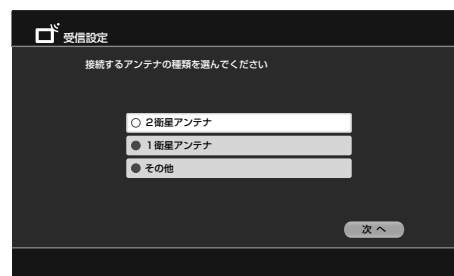 受信設定
接続するアンテナの種類を選んでください
○ 2衛星アンテナ
● 1衛星アンテナ
● その他
次 へ